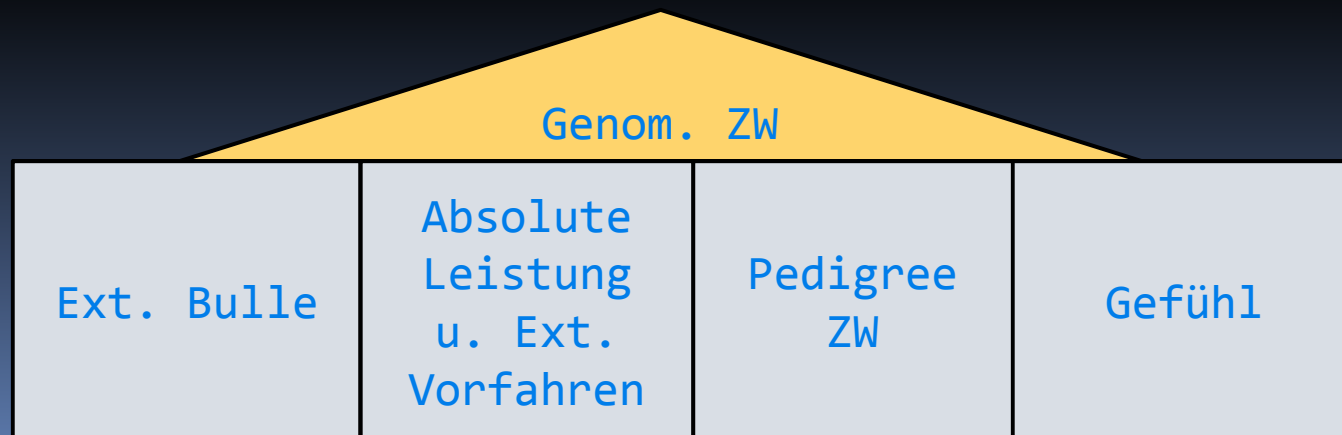 Genom. ZW
Ext. Bulle
Absolute
Leistung
u. Ext.
Vorfahren
Pedigree
ZW
Gefühl